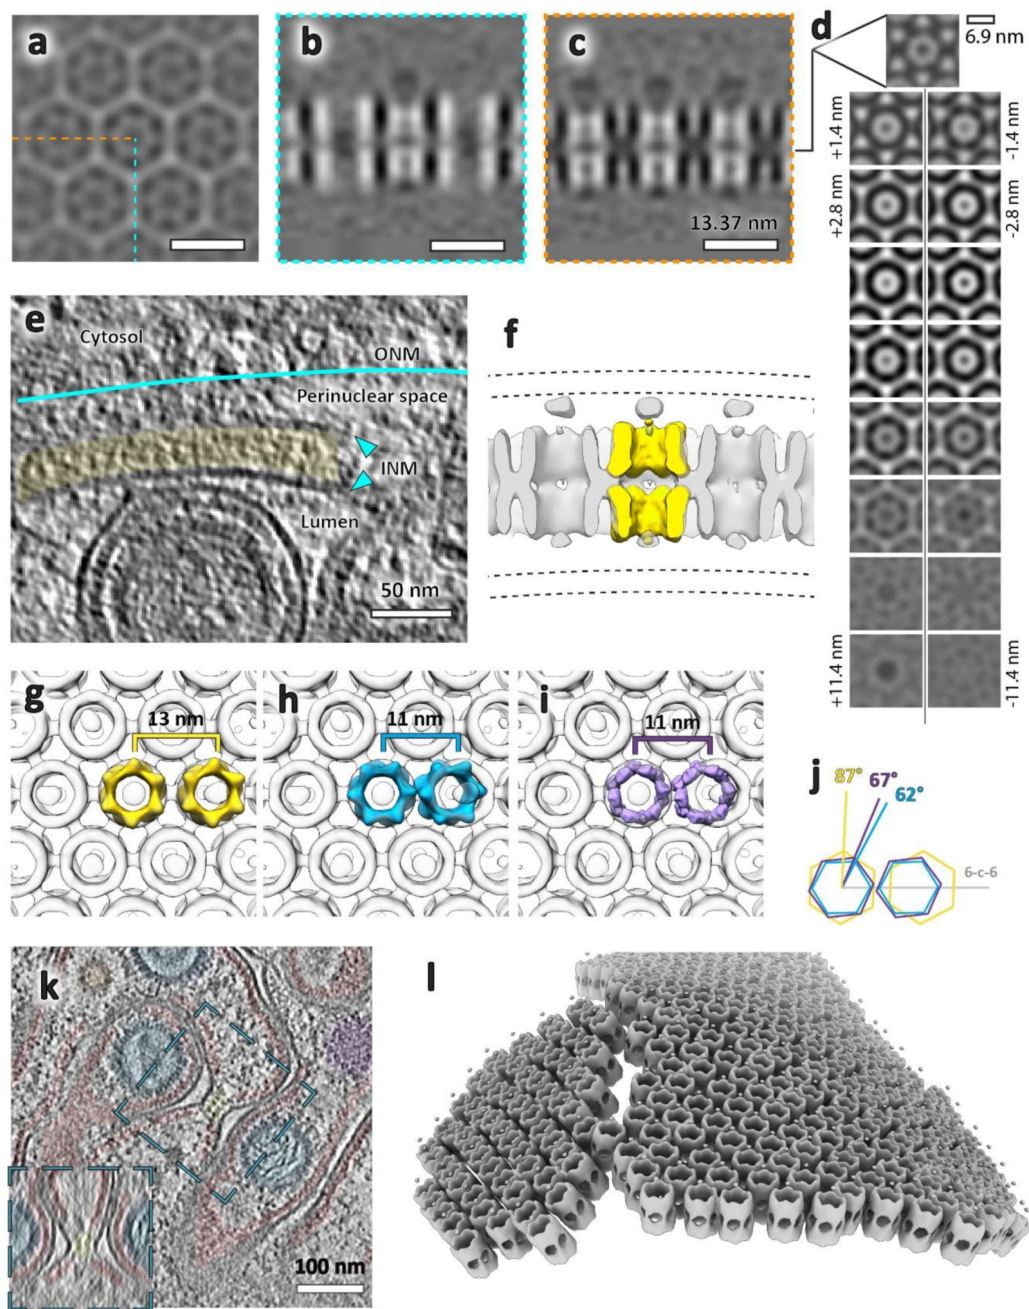 a
b
c
13.37 nm
d
6.9 nm
+1.4 nm
-1.4 nm
+2.8 nm
-2.8 nm
+11.4 nm
-11.4 nm
e
Cytosol
ONM
Perinuclear space
INM
Lumen
50 nm
f
g
13 nm
h
11 nm
i
11 nm
j
87°
67°
62°
6-c-6
k
100 nm
l